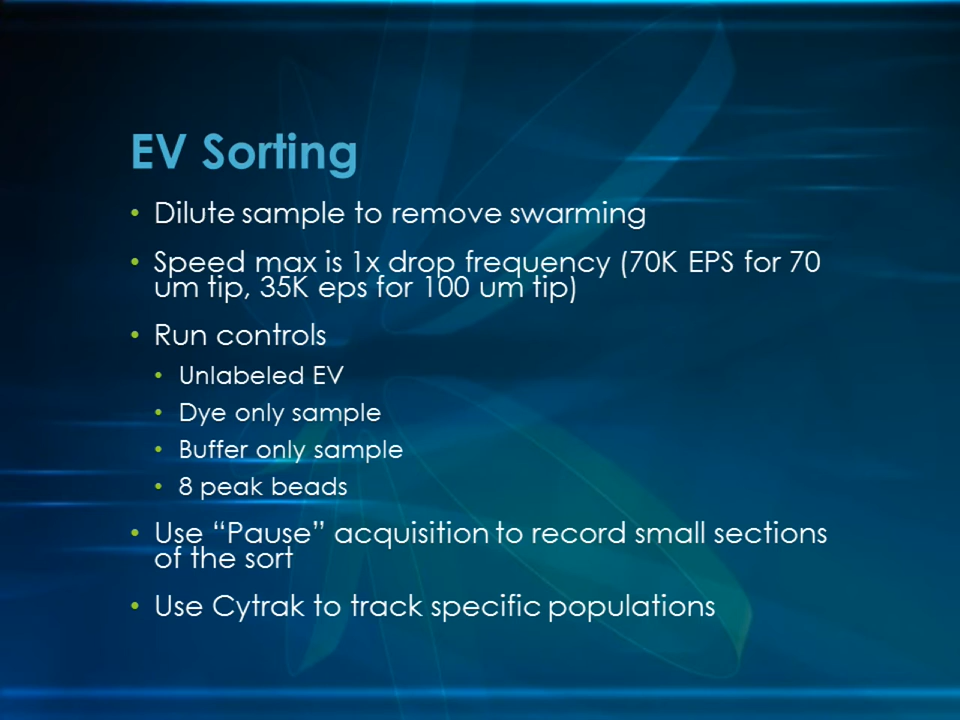 EV Sorting
• Dilute sample to remove swarming
• Speed max is 1x drop frequency (70K EPS for 70
um tip, 35K eps for 100 um tip)
• Run controls
• Unlabeled EV
• Dye only sample
• Buffer only sample
• 8 peak beads
• Use “Pause” acquisition to record small sections
of the sort
• Use Cytrak to track specific populations